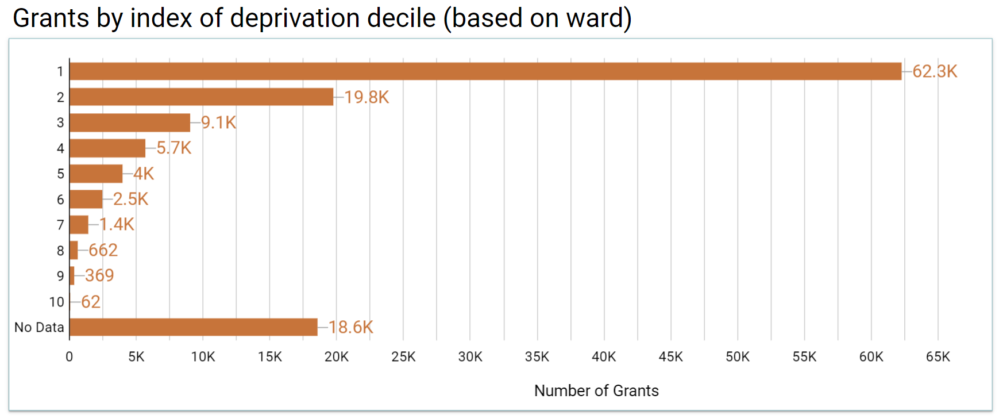 Grants by index of deprivation decile (based on ward)
1 62.3K
2 19.8K
3 9.1K
4 5.7K
5 4K
6 2.5K
7 1.4K
8 662
9 369
10 62
No Data 18.6K
0 5K 10K 15K 20K 25K 30K 35K 40K 45K 50K 55K 60K 65K
Number of Grants